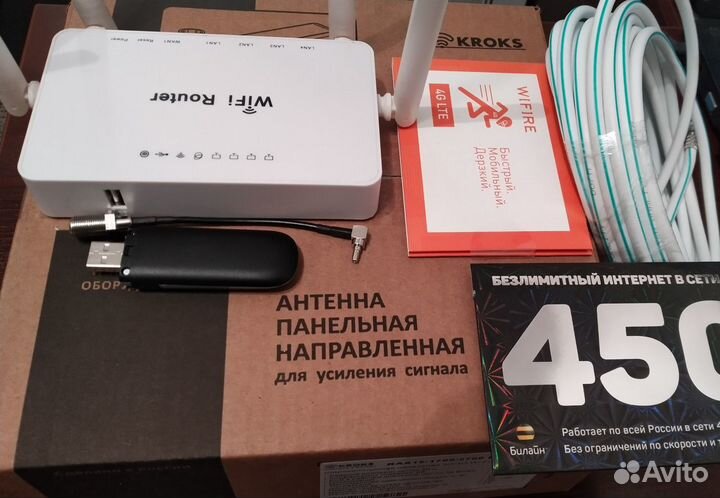 KROKS
Power Reset WAN1 LAN1 LAN2 LAN3 LAN4
WiFi Router
WIFIRE
4G LTE
Быстрый.
Мобильный.
Дерзкий.
ОБОРУ
АНТЕННА
ПАНЕЛЬНАЯ
НАПРАВЛЕННАЯ
для усиления сигнала
БЕЗЛИМИТНЫЙ ИНТЕРНЕТ В СЕТИ
450
Билайн
Работает по всей России в сети 4
Без ограничений по скорости и т
KROKS
Avito